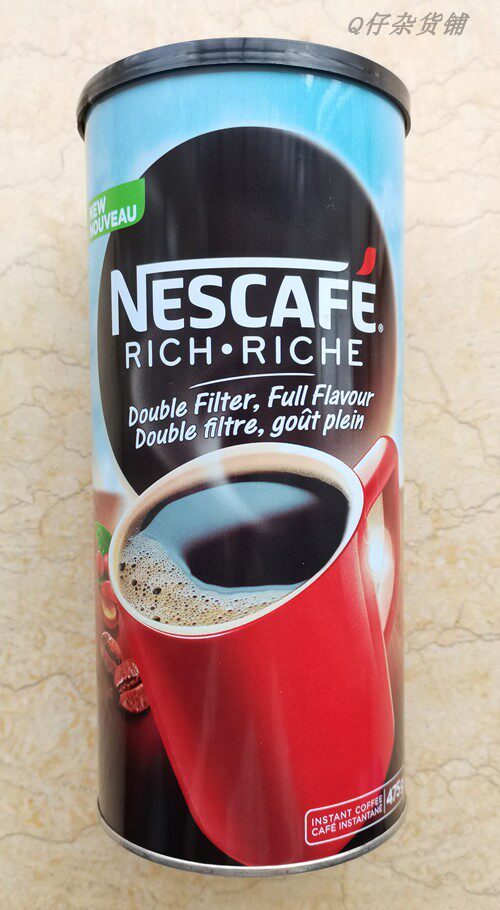 Q仔杂货铺
NEW
NOUVEAU
NESCAFÉ®
RICH•RICHE
Double Filter, Full Flavour
Double filtre, goût plein
INSTANT COFFEE
CAFÉ INSTANTANÉ
475g